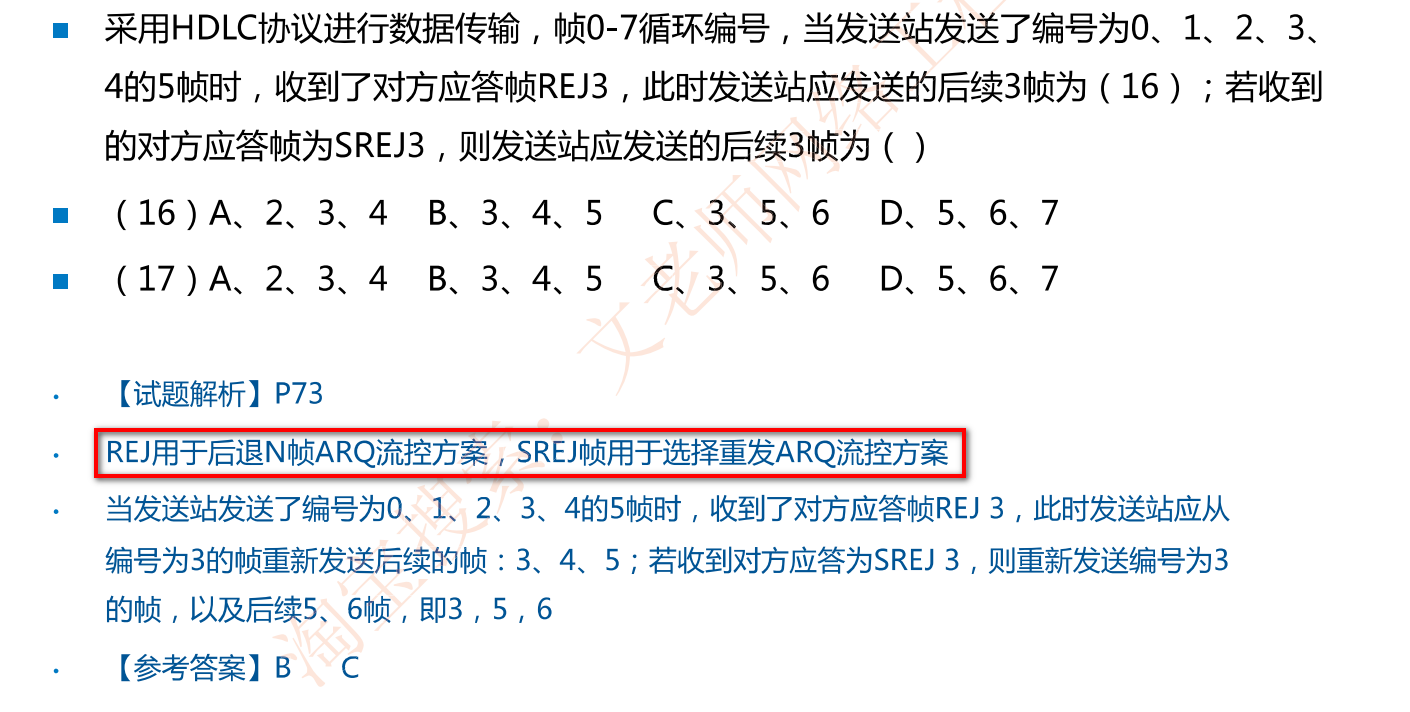 采用HDLC协议进行数据传输，帧0-7循环编号，当发送站发送了编号为0、1、2、3、
4的5帧时，收到了对方应答帧REJ3，此时发送站应发送的后续3帧为（16）；若收到
的对方应答帧为SREJ3，则发送站应发送的后续3帧为（ ）
（16）A、2、3、4 B、3、4、5 C、3、5、6 D、5、6、7
（17）A、2、3、4 B、3、4、5 C、3、5、6 D、5、6、7
【试题解析】P73
REJ用于后退N帧ARQ流控方案，SREJ帧用于选择重发ARQ流控方案
当发送站发送了编号为0、1、2、3、4的5帧时，收到了对方应答帧REJ 3，此时发送站应从
编号为3的帧重新发送后续的帧：3、4、5；若收到对方应答为SREJ 3，则重新发送编号为3
的帧，以及后续5、6帧，即3，5，6
【参考答案】B C
淘宝搜索：文老师网络